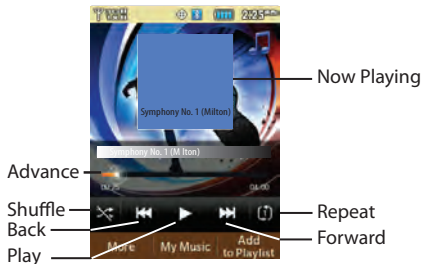 2:25
Now Playing
Symphony No. 1 (Milton)
Symphony No. 1 (M lton)
Advance
00:25
04:00
Shuffle
Repeat
Back
Forward
Play
More
My Music
Add
to Playlist